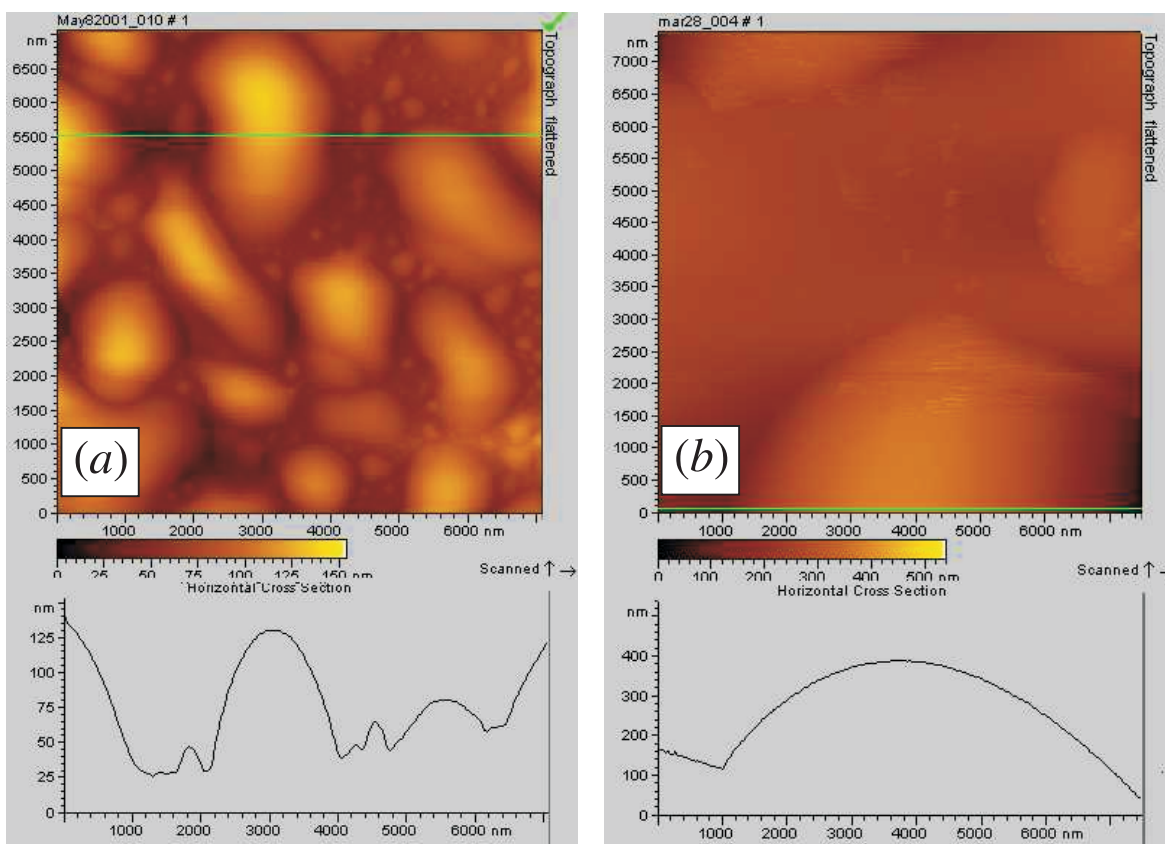 May82001_010 # 1
nm
6500
6000
5500
5000
4500
4000
3500
3000
2500
2000
1500
1000
500
0
(a)
Topograph flattened
1000 2000 3000 4000 5000 6000 nm
0 25 50 75 100 125 150 nm
Scanned ↑ →
Horizontal Cross Section
nm
125
100
75
50
25
0
1000 2000 3000 4000 5000 6000 nm
mar28_004 # 1
nm
7000
6500
6000
5500
5000
4500
4000
3500
3000
2500
2000
1500
1000
500
0
(b)
Topograph flattened
1000 2000 3000 4000 5000 6000 nm
0 100 200 300 400 500 nm
Scanned ↑
Horizontal Cross Section
nm
400
300
200
100
0
1000 2000 3000 4000 5000 6000 nm